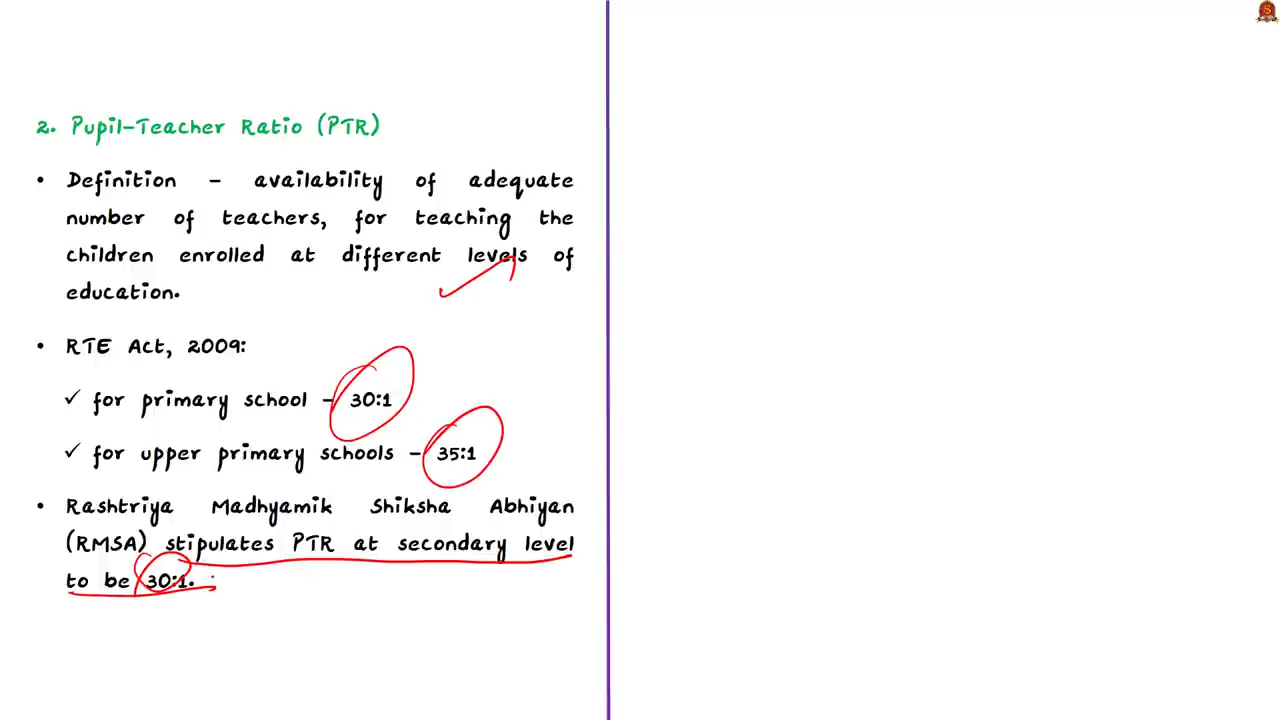 2. Pupil-Teacher Ratio (PTR)
• Definition - availability of adequate
number of teachers, for teaching the
children enrolled at different levels of
education.
• RTE Act, 2009:
✓ for primary school - 30:1
✓ for upper primary schools - 35:1
• Rashtriya Madhyamik Shiksha Abhiyan
(RMSA) stipulates PTR at secondary level
to be 30:1.